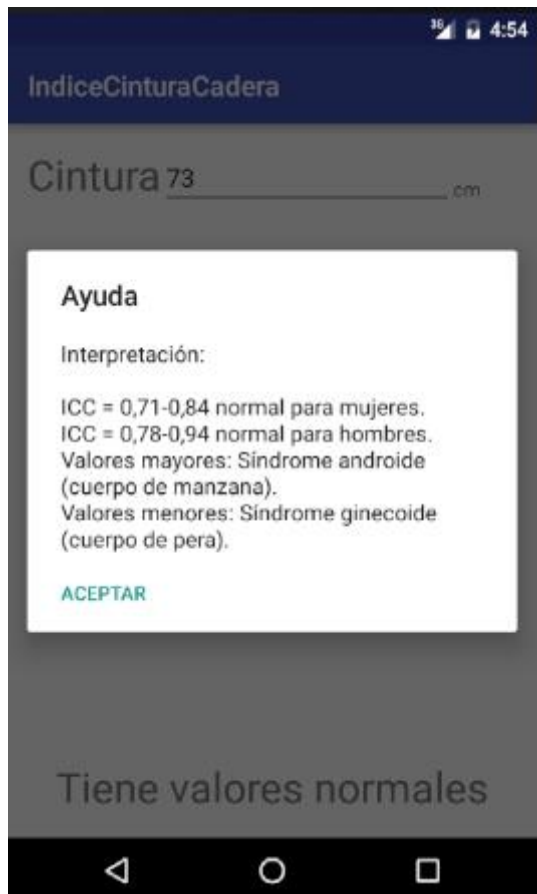 3G 4:54
IndiceCinturaCadera
Cintura 73 cm
Ayuda
Interpretación:
ICC = 0,71-0,84 normal para mujeres.
ICC = 0,78-0,94 normal para hombres.
Valores mayores: Síndrome androide
(cuerpo de manzana).
Valores menores: Síndrome ginecoide
(cuerpo de pera).
ACEPTAR
Tiene valores normales